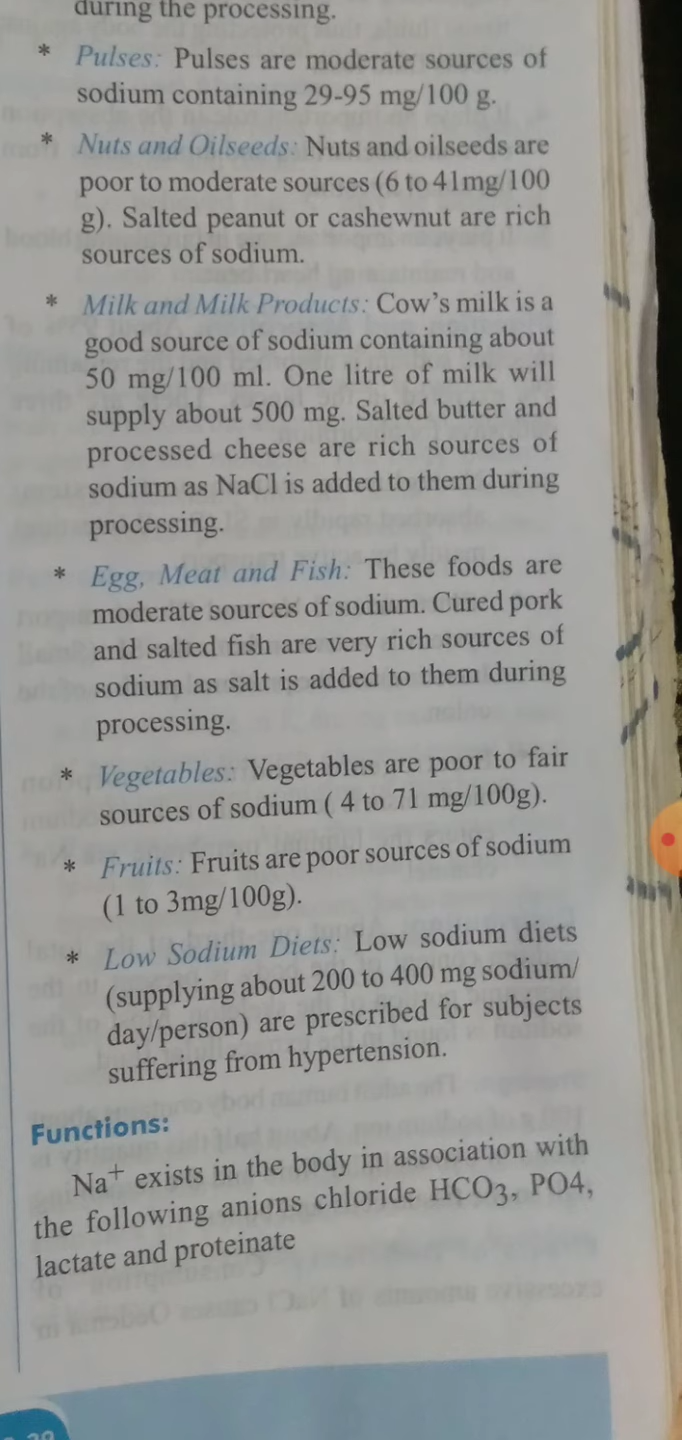 during the processing.
* Pulses: Pulses are moderate sources of
sodium containing 29-95 mg/100 g.
* Nuts and Oilseeds: Nuts and oilseeds are
poor to moderate sources (6 to 41mg/100
g). Salted peanut or cashewnut are rich
sources of sodium.
* Milk and Milk Products: Cow's milk is a
good source of sodium containing about
50 mg/100 ml. One litre of milk will
supply about 500 mg. Salted butter and
processed cheese are rich sources of
sodium as NaCl is added to them during
processing.
* Egg, Meat and Fish: These foods are
moderate sources of sodium. Cured pork
and salted fish are very rich sources of
sodium as salt is added to them during
processing.
* Vegetables: Vegetables are poor to fair
sources of sodium ( 4 to 71 mg/100g).
* Fruits: Fruits are poor sources of sodium
(1 to 3mg/100g).
* Low Sodium Diets: Low sodium diets
(supplying about 200 to 400 mg sodium/
day/person) are prescribed for subjects
suffering from hypertension.
Functions:
Na⁺ exists in the body in association with
the following anions chloride HCO₃, PO4,
lactate and proteinate